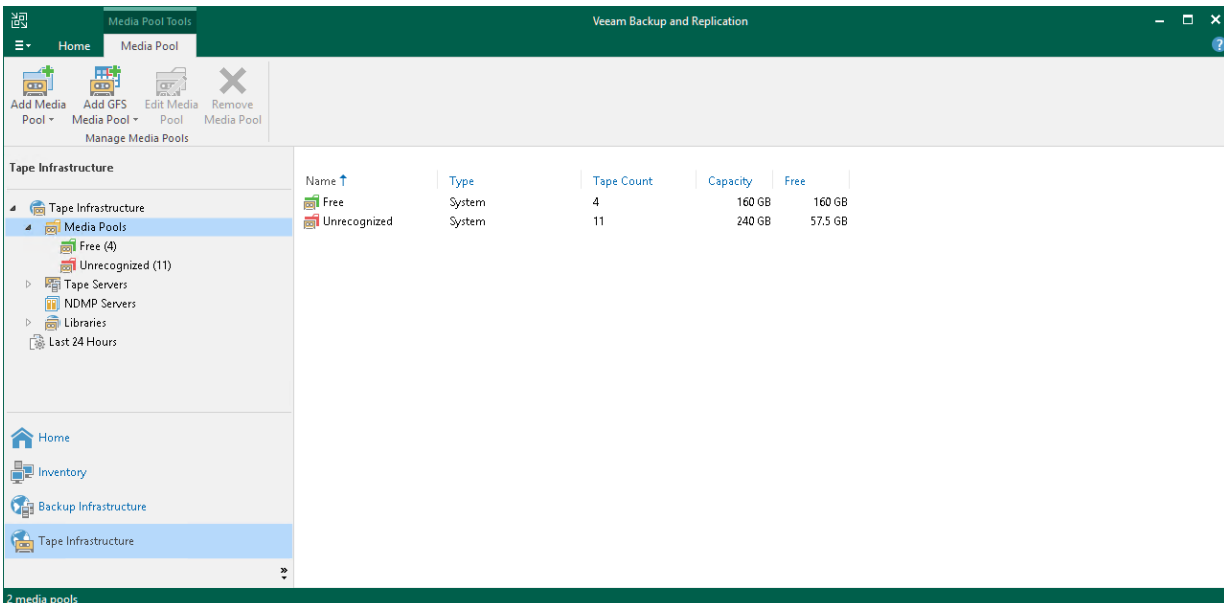 Media Pool Tools
Veeam Backup and Replication
Home Media Pool
Add Media Pool
Add GFS Media Pool
Edit Media Pool
Remove Media Pool
Manage Media Pools
Tape Infrastructure
Tape Infrastructure
Media Pools
Free (4)
Unrecognized (11)
Tape Servers
NDMP Servers
Libraries
Last 24 Hours
Name Type Tape Count Capacity Free
Free System 4 160 GB 160 GB
Unrecognized System 11 240 GB 57.5 GB
Home
Inventory
Backup Infrastructure
Tape Infrastructure
2 media pools